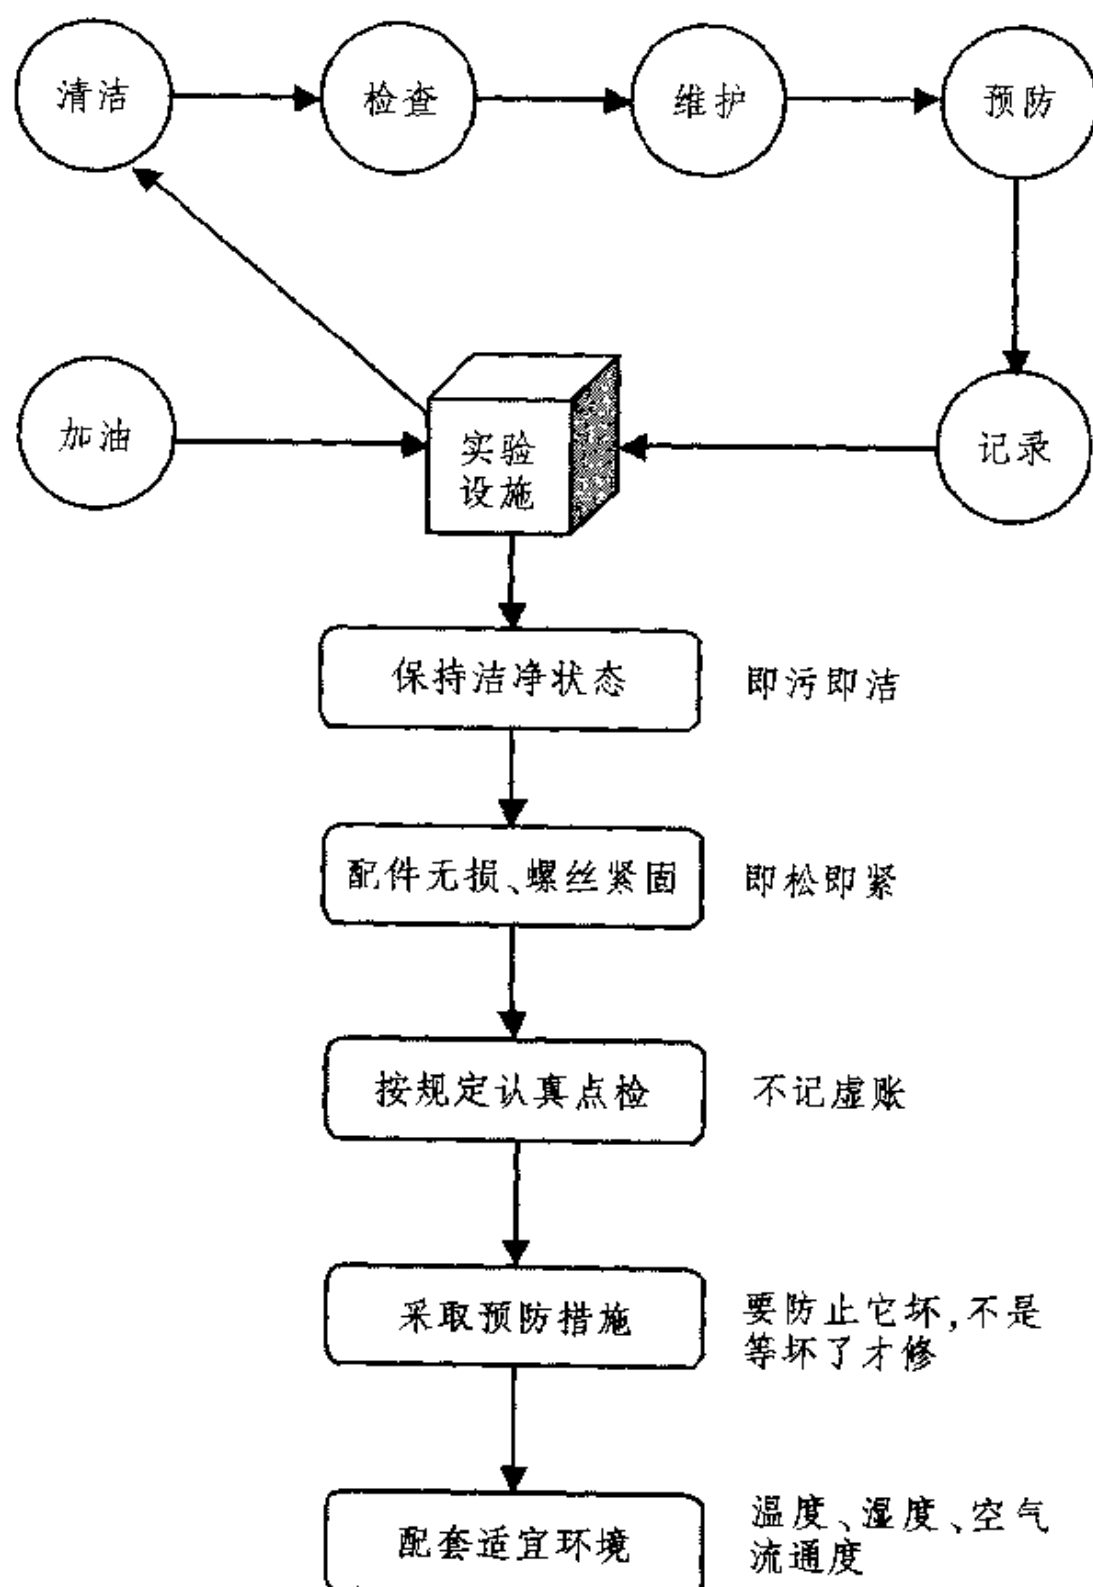 清洁
检查
维护
预防
加油
实验
设施
记录
保持洁净状态
即污即洁
配件无损、螺丝紧固
即松即紧
按规定认真点检
不记虚账
采取预防措施
要防止它坏,不是
等坏了才修
配套适宜环境
温度、湿度、空气
流通度